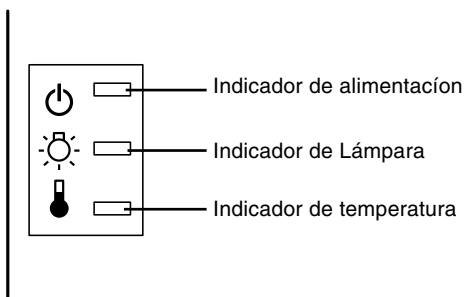 Indicador de alimentacíon
Indicador de Lámpara
Indicador de temperatura